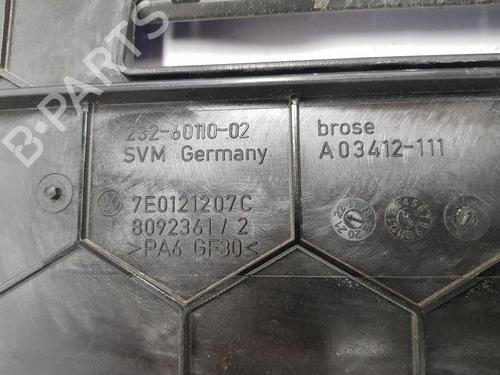 232-60110-02
SVM Germany
7E0121207C
8092361/2
>PA6 GF30<
brose
A03412-111
B-PARTS